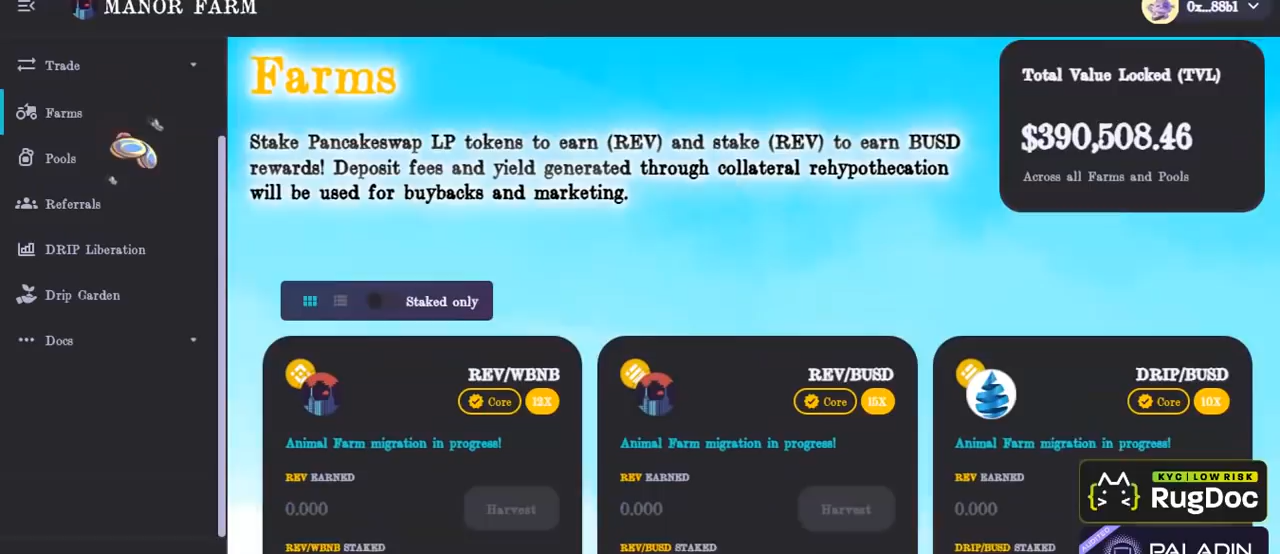 MANOR FARM
0x...88b1
Trade
Farms
Pools
Referrals
DRIP Liberation
Drip Garden
Docs
Farms
Stake Pancakeswap LP tokens to earn (REV) and stake (REV) to earn BUSD
rewards! Deposit fees and yield generated through collateral rehypothecation
will be used for buybacks and marketing.
Total Value Locked (TVL)
$390,508.46
Across all Farms and Pools
Staked only
REV/WBNB
Core 12X
Animal Farm migration in progress!
REV EARNED
0.000 Harvest
REV/WBNB STAKED
REV/BUSD
Core 15X
Animal Farm migration in progress!
REV EARNED
0.000 Harvest
REV/BUSD STAKED
DRIP/BUSD
Core 10X
Animal Farm migration in progress!
REV EARNED
0.000
DRIP/BUSD STAKED
KYC | LOW RISK
RugDoc
AUDITED
PALADIN